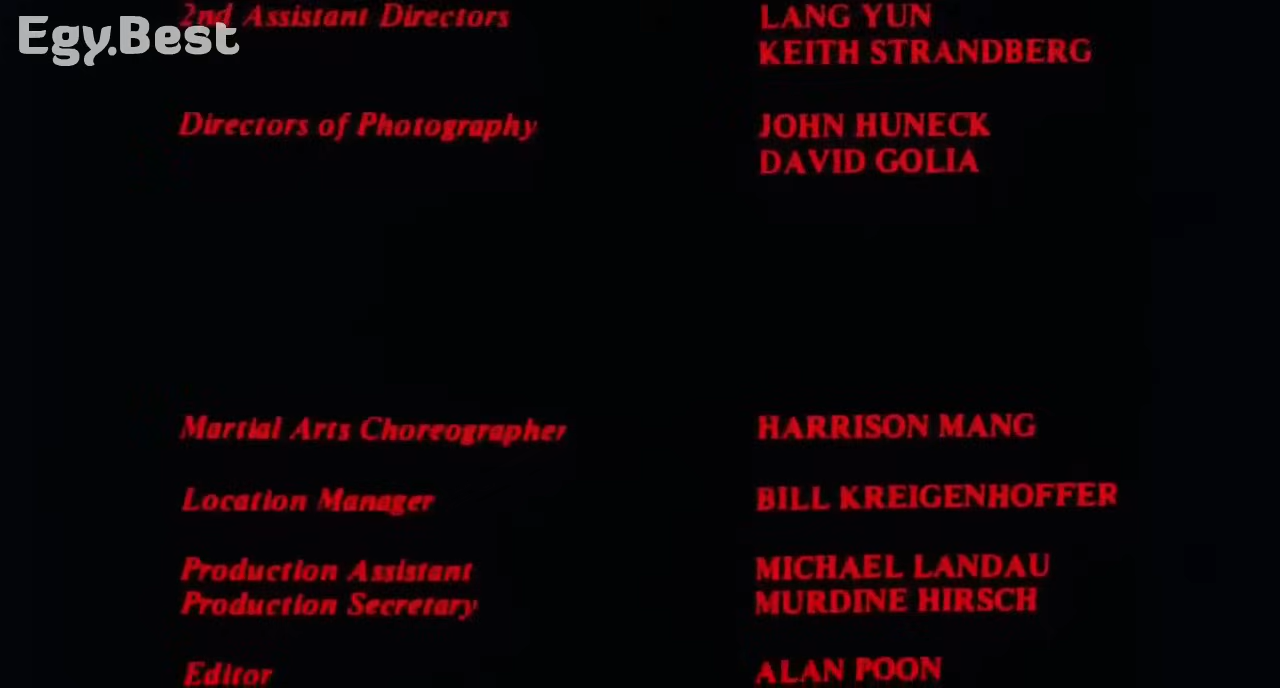 Egy.Best
2nd Assistant Directors LANG YUN
KEITH STRANDBERG
Directors of Photography JOHN HUNECK
DAVID GOLIA
Martial Arts Choreographer HARRISON MANG
Location Manager BILL KREIGENHOFFER
Production Assistant MICHAEL LANDAU
Production Secretary MURDINE HIRSCH
Editor ALAN POON